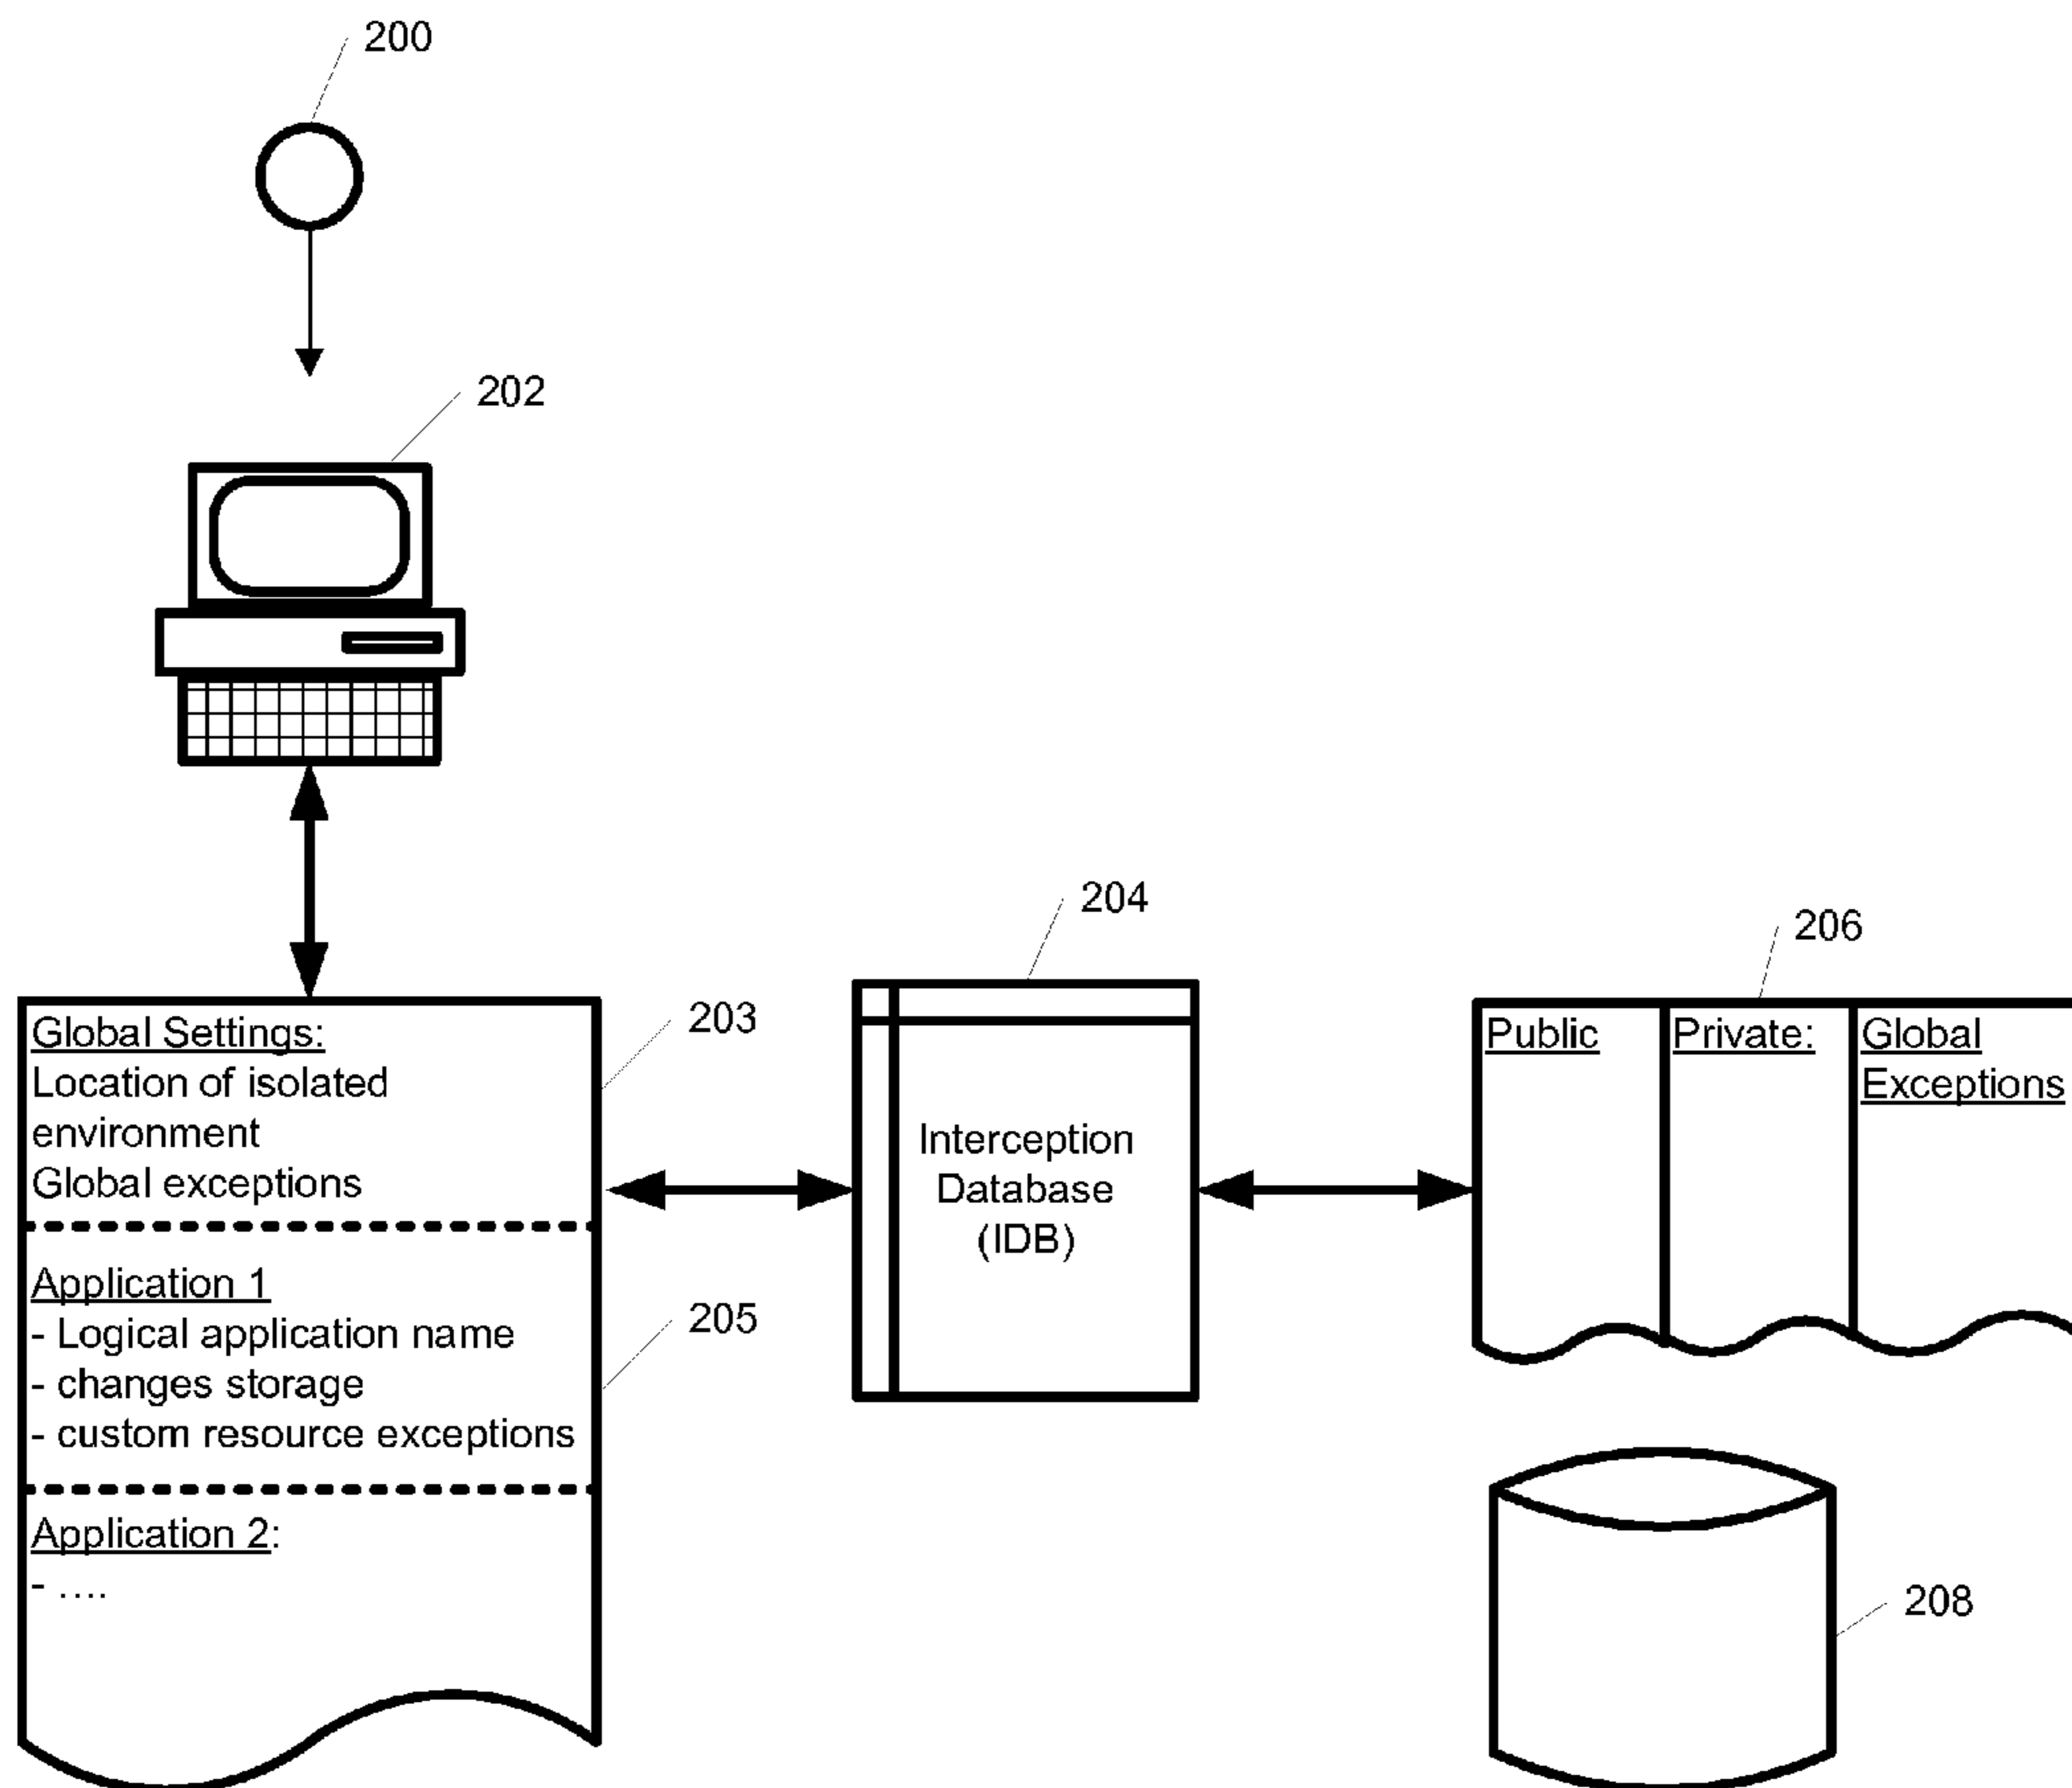 200
202
203
Global Settings:
Location of isolated
environment
Global exceptions
Application 1
- Logical application name
- changes storage
- custom resource exceptions
Application 2:
- ....
205
204
Interception
Database
(IDB)
206
Public
Private:
Global
Exceptions
208